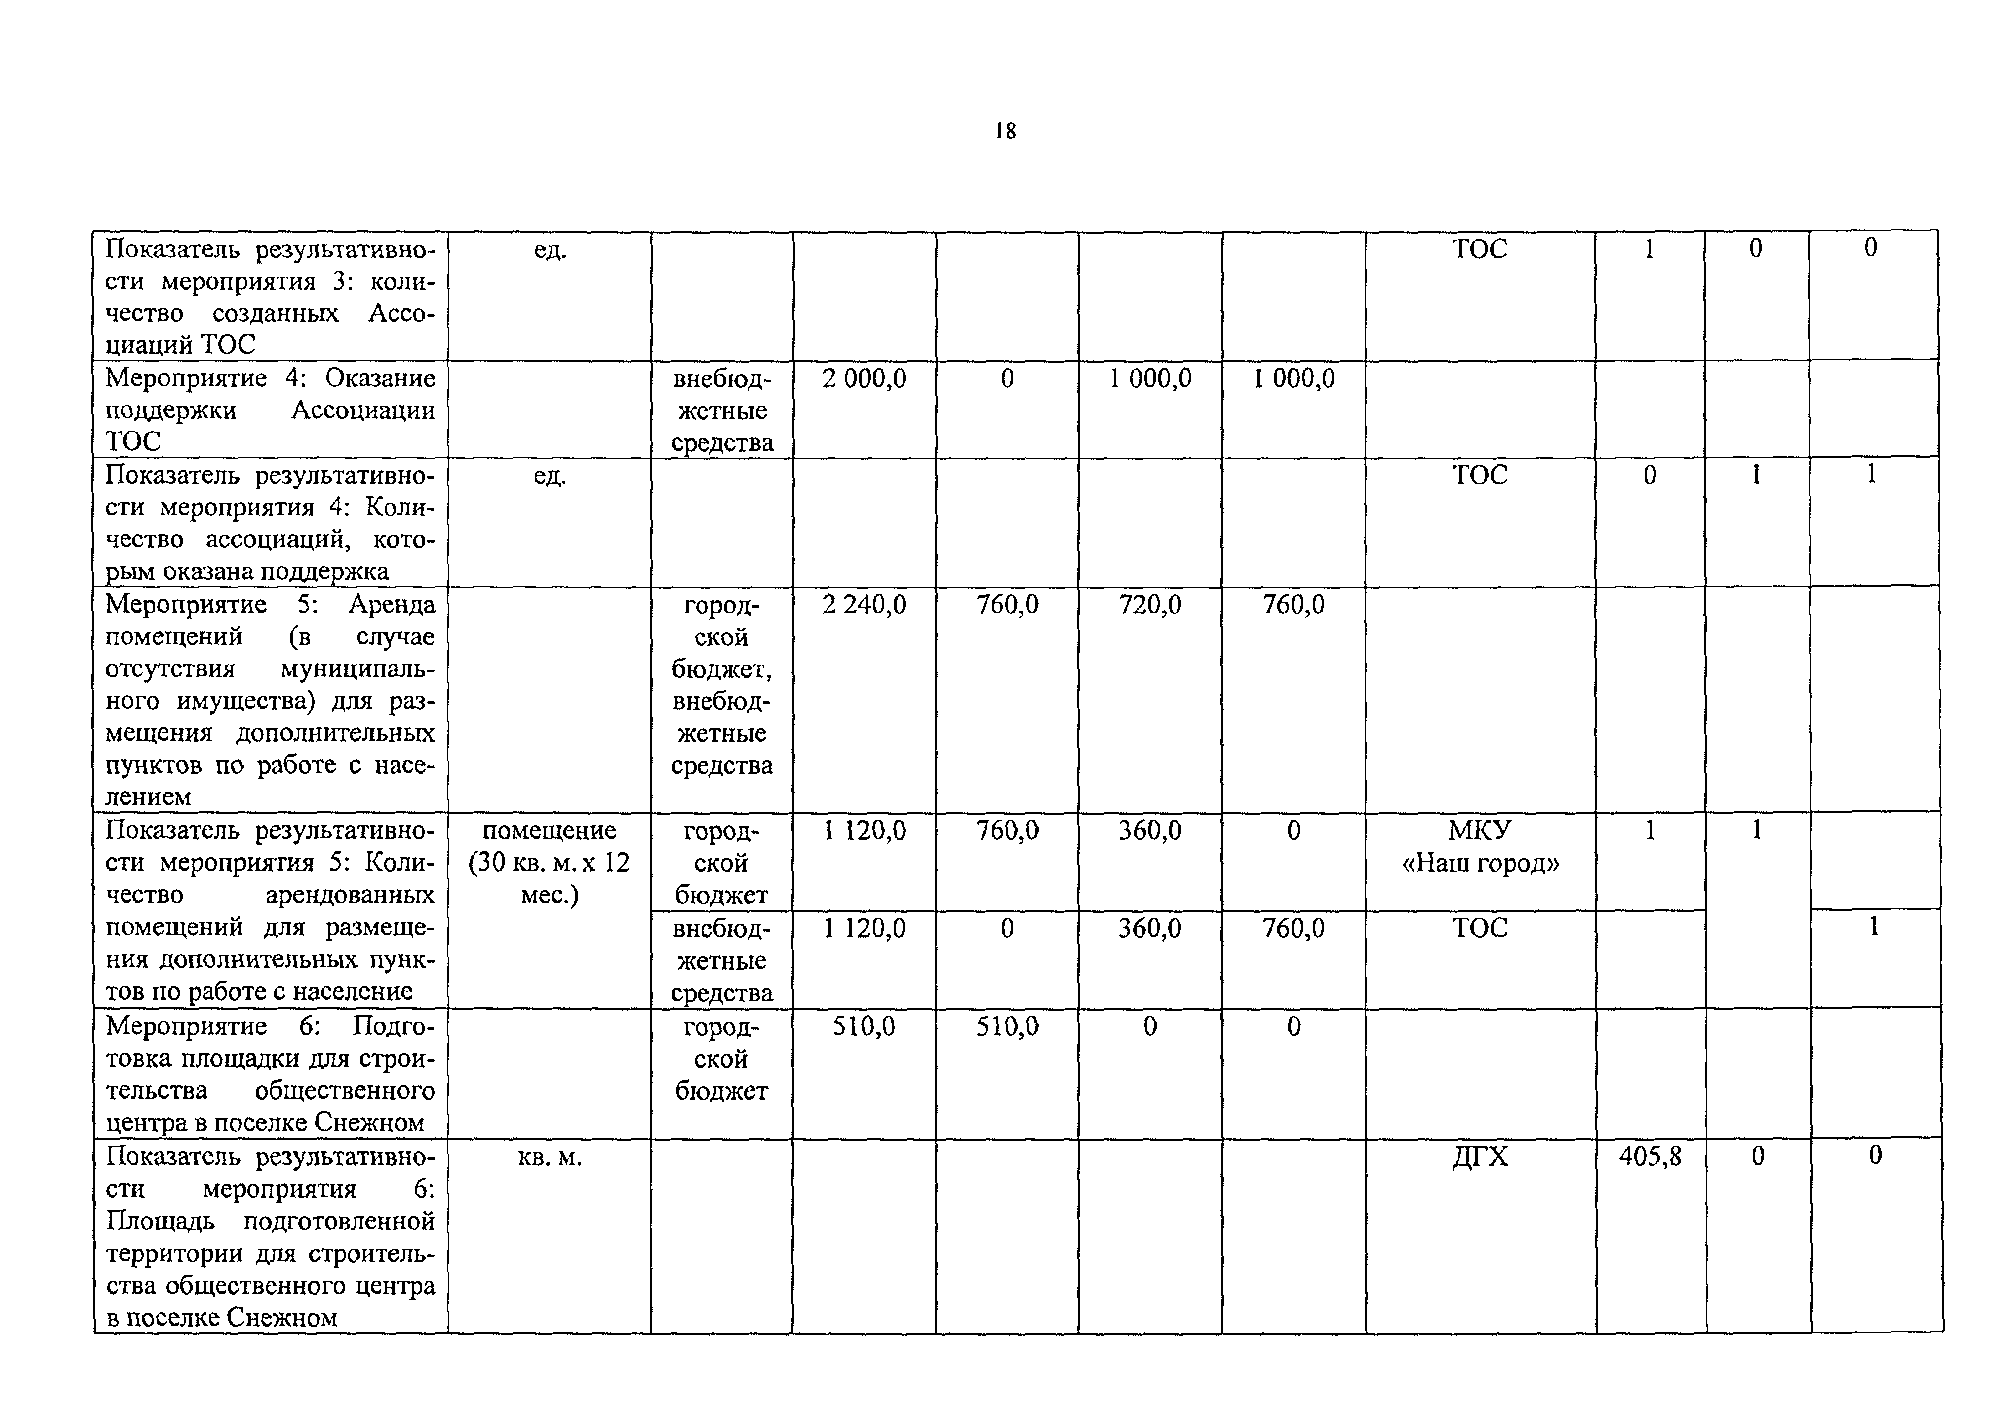 18
Показатель результативно-
сти мероприятия 3: коли-
чество созданных Ассо-
циаций ТОС
ед.
ТОС
1
0
0
Мероприятие 4: Оказание
поддержки Ассоциации
ТОС
внебюд-
жетные
средства
2 000,0
0
1 000,0
1 000,0
Показатель результативно-
сти мероприятия 4: Коли-
чество ассоциаций, кото-
рым оказана поддержка
ед.
ТОС
0
1
1
Мероприятие 5: Аренда
помещений (в случае
отсутствия муниципаль-
ного имущества) для раз-
мещения дополнительных
пунктов по работе с насе-
лением
город-
ской
бюджет,
внебюд-
жетные
средства
2 240,0
760,0
720,0
760,0
Показатель результативно-
сти мероприятия 5: Коли-
чество арендованных
помещений для размеще-
ния дополнительных пунк-
тов по работе с население
помещение
(30 кв. м. х 12
мес.)
город-
ской
бюджет
1 120,0
760,0
360,0
0
МКУ
«Наш город»
1
1
внебюд-
жетные
средства
1 120,0
0
360,0
760,0
ТОС
1
Мероприятие 6: Подго-
товка площадки для строи-
тельства общественного
центра в поселке Снежном
город-
ской
бюджет
510,0
510,0
0
0
Показатель результативно-
сти мероприятия 6:
Площадь подготовленной
территории для строитель-
ства общественного центра
в поселке Снежном
кв. м.
ДГХ
405,8
0
0